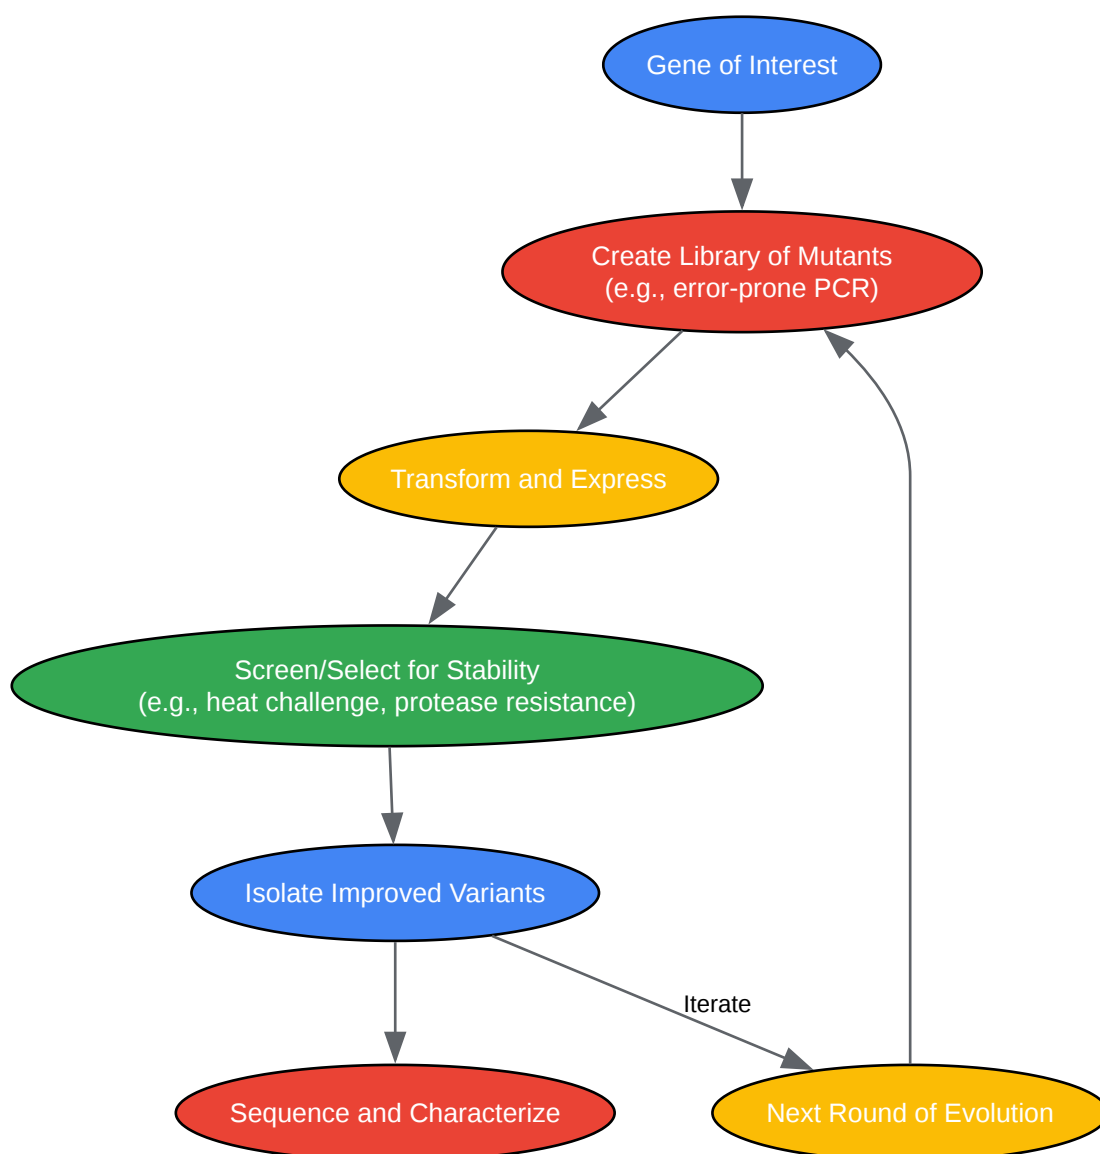 Gene of Interest
Create Library of Mutants
(e.g., error-prone PCR)
Transform and Express
Screen/Select for Stability
(e.g., heat challenge, protease resistance)
Isolate Improved Variants
Iterate
Sequence and Characterize
Next Round of Evolution